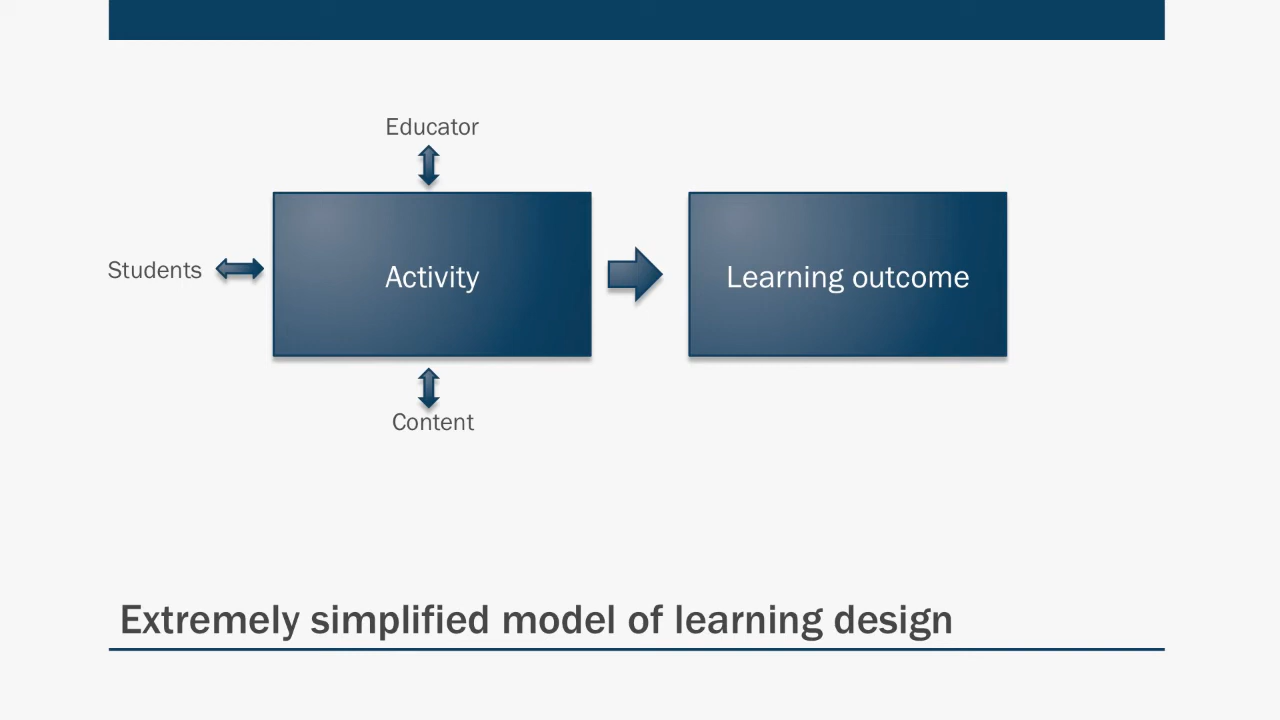 Educator
Students
Activity
Learning outcome
Content
Extremely simplified model of learning design